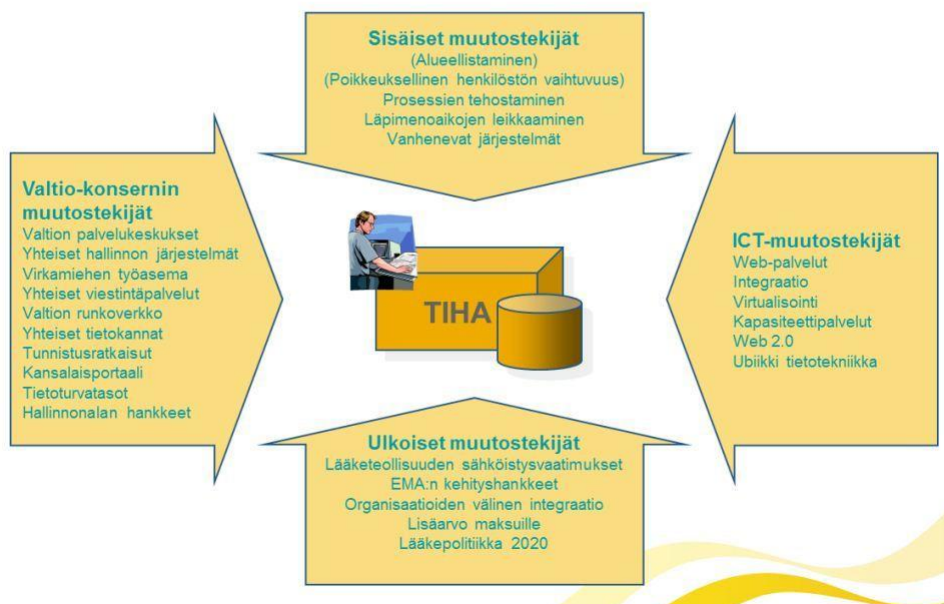 Sisäiset muutostekijät
(Alueellistaminen)
(Poikkeuksellinen henkilöstön vaihtuvuus)
Prosessien tehostaminen
Läpimenoaikojen leikkaaminen
Vanhenevat järjestelmät
Valtio-konsernin
muutostekijät
Valtion palvelukeskukset
Yhteiset hallinnon järjestelmät
Virkamiehen työasema
Yhteiset viestintäpalvelut
Valtion runkoverkko
Yhteiset tietokannat
Tunnistusratkaisut
Kansalaisportaali
Tietoturvatasot
Hallinnonalan hankkeet
TIHA
ICT-muutostekijät
Web-palvelut
Integraatio
Virtualisointi
Kapasiteettipalvelut
Web 2.0
Ubiikki tietotekniikka
Ulkoiset muutostekijät
Lääketeollisuuden sähköistysvaatimukset
EMA:n kehityshankkeet
Organisaatioiden välinen integraatio
Lisäarvo maksuille
Lääkepolitiikka 2020